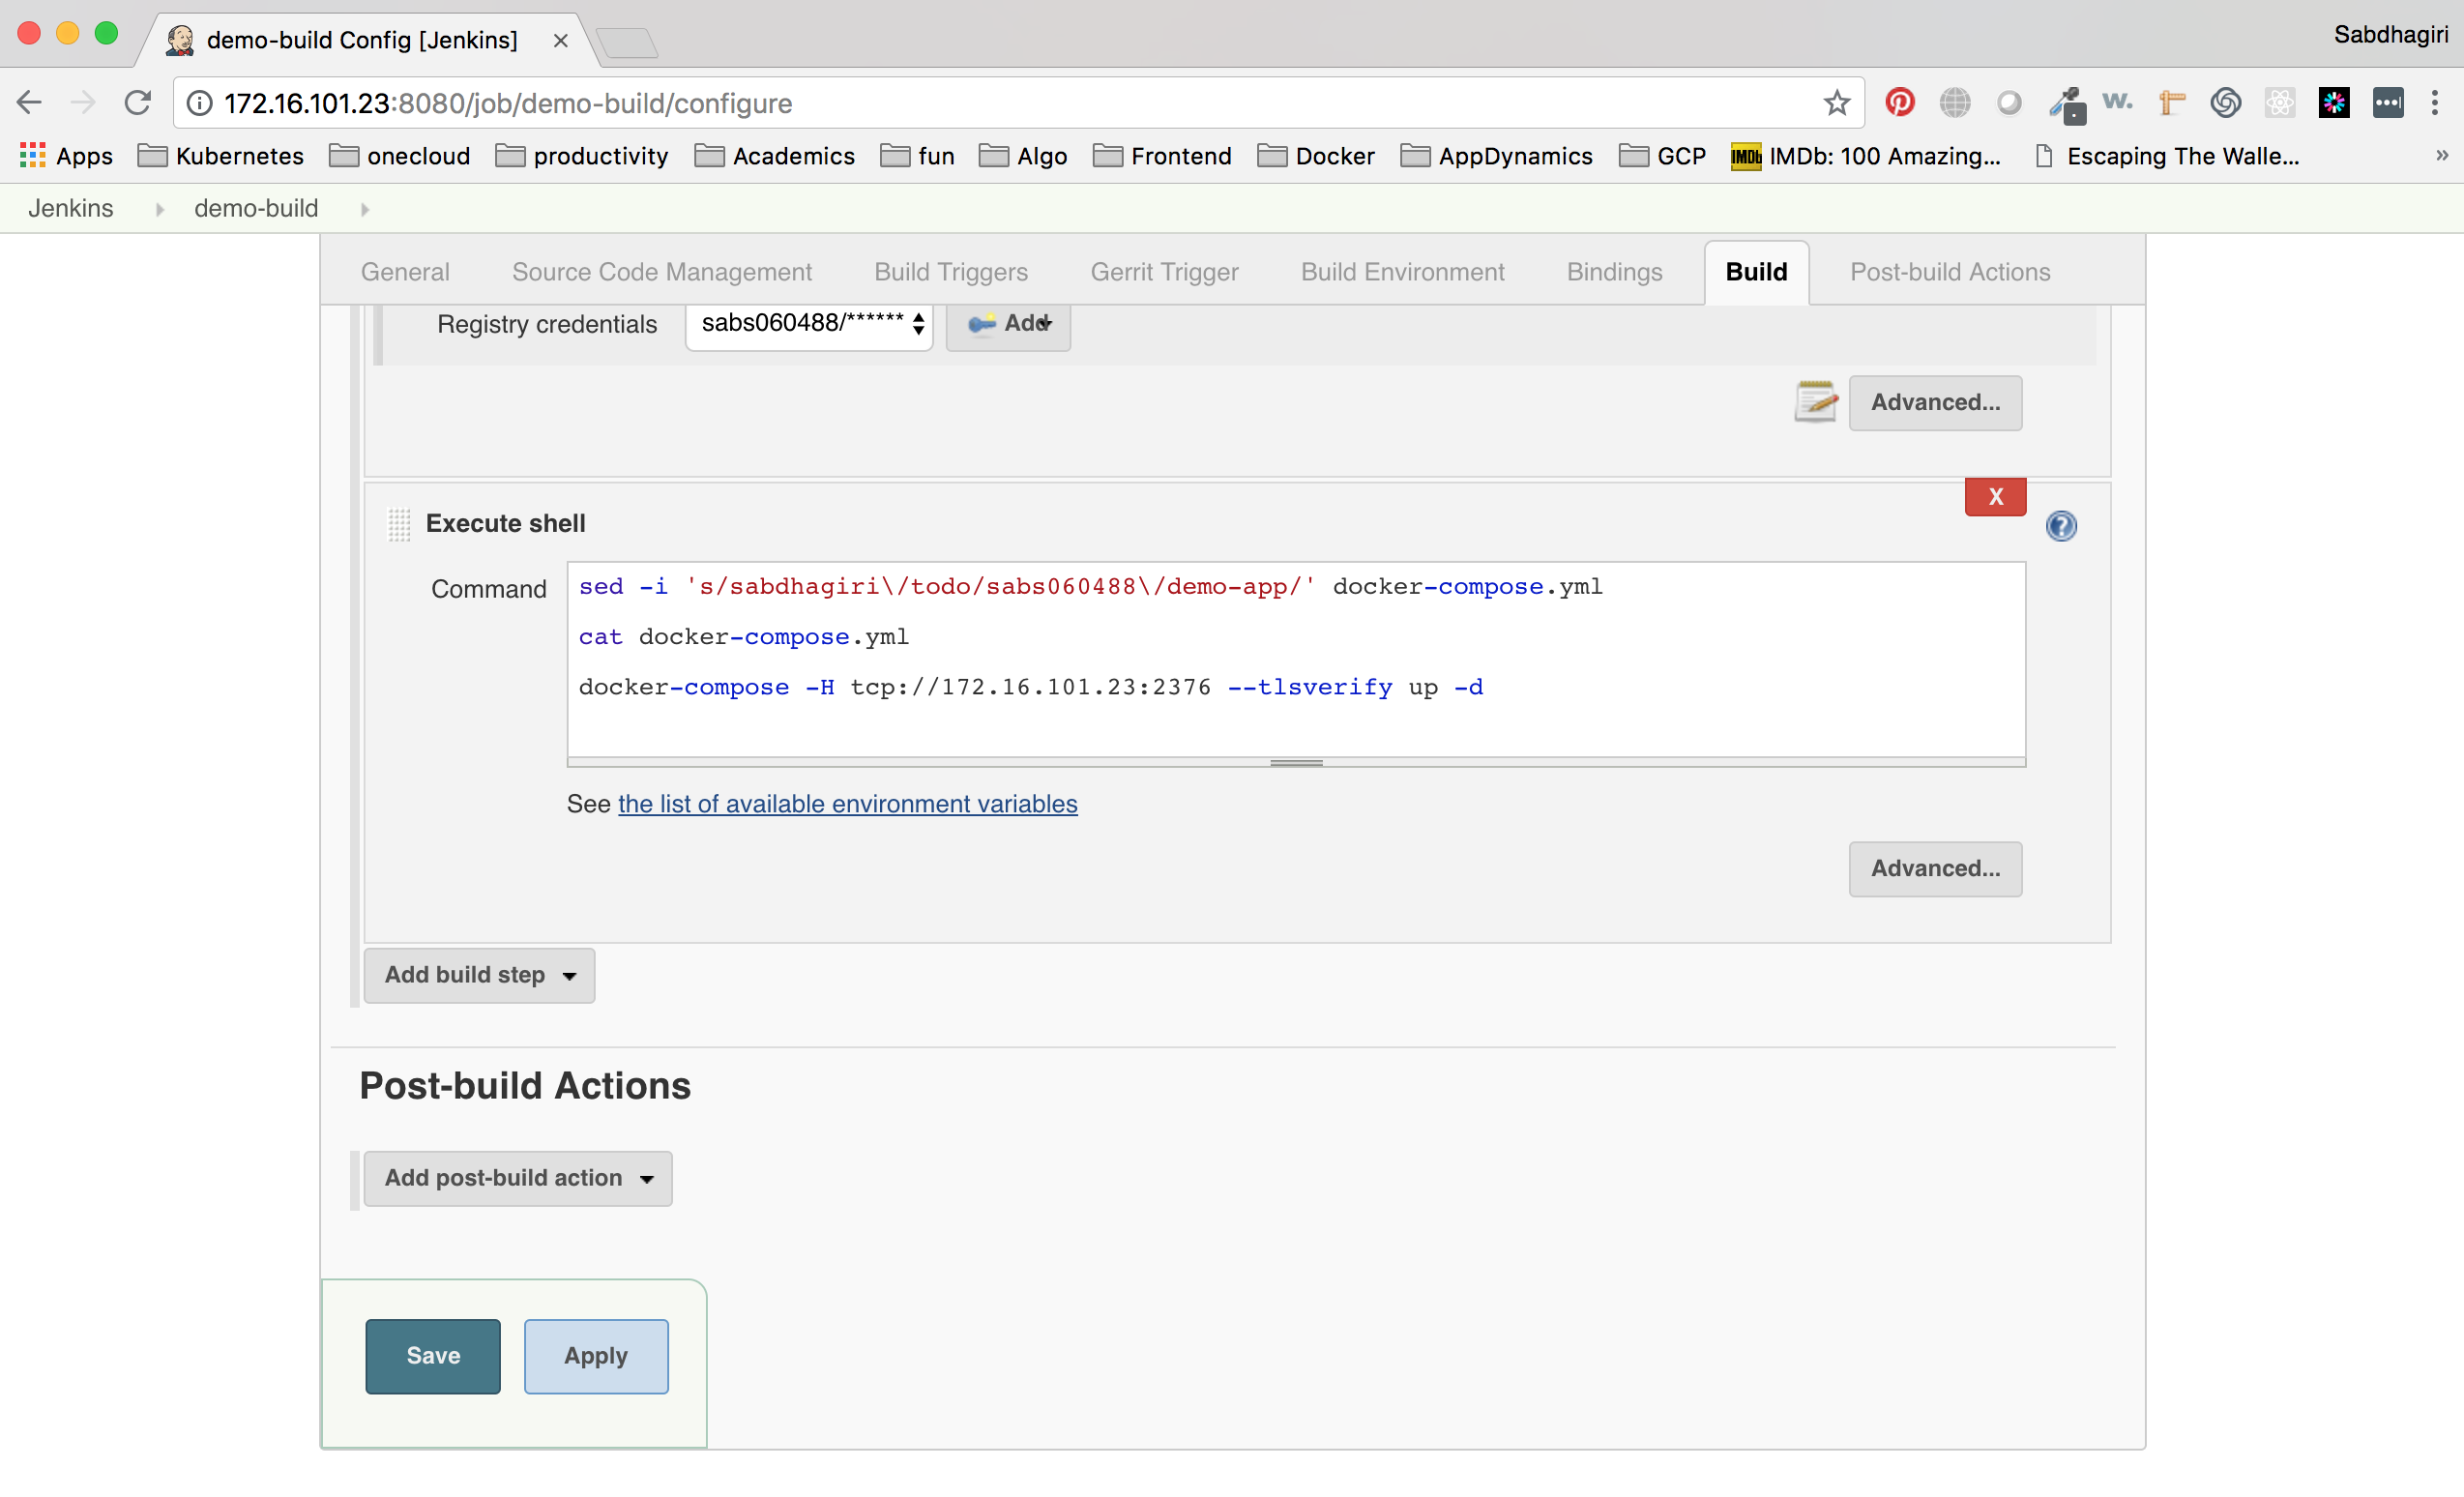 demo-build Config [Jenkins]
Sabdhagiri
172.16.101.23:8080/job/demo-build/configure
w.
Apps Kubernetes onecloud productivity Academics fun Algo Frontend Docker AppDynamics GCP IMDb IMDb: 100 Amazing... Escaping The Walle... »
Jenkins demo-build
General Source Code Management Build Triggers Gerrit Trigger Build Environment Bindings Build Post-build Actions
Registry credentials sabs060488/****** Add
Advanced...
X
Execute shell
Command
sed -i 's/sabdhagiri\/todo/sabs060488\/demo-app/' docker-compose.yml
cat docker-compose.yml
docker-compose -H tcp://172.16.101.23:2376 --tlsverify up -d
See the list of available environment variables
Advanced...
Add build step
Post-build Actions
Add post-build action
Save Apply